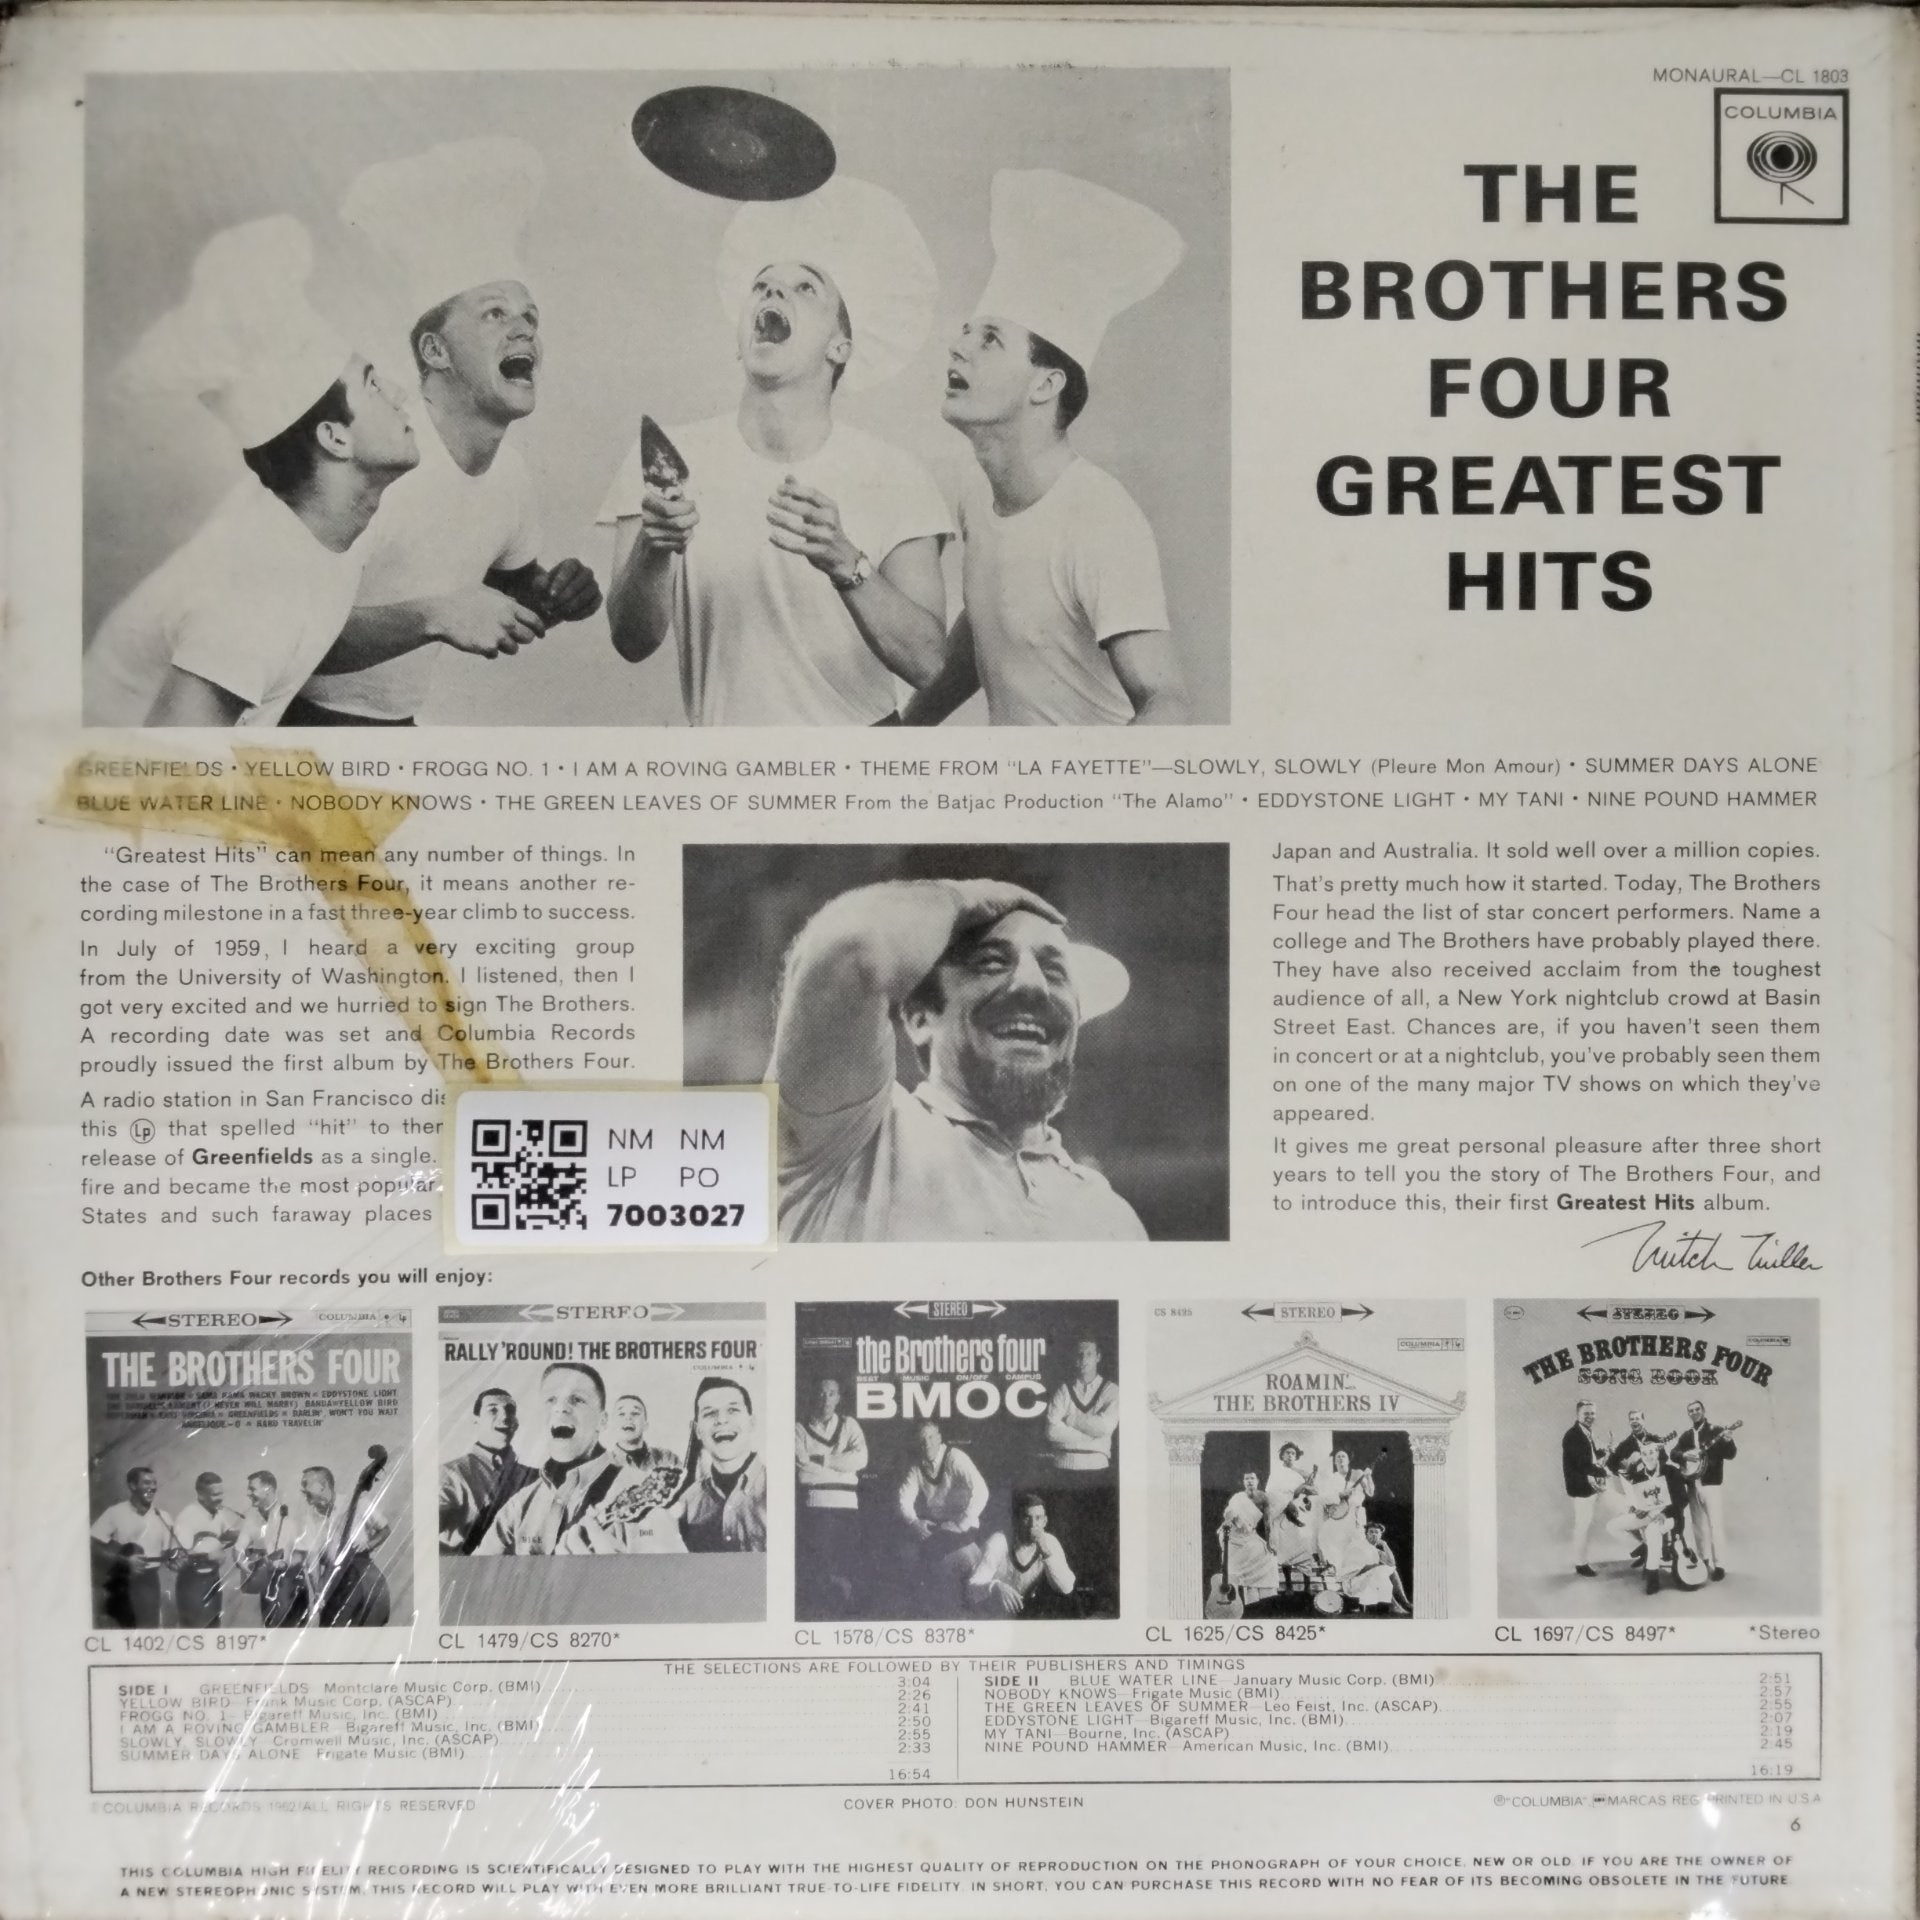 MONAURAL—CL 1803
COLUMBIA
THE
BROTHERS
FOUR
GREATEST
HITS
GREENFIELDS • YELLOW BIRD • FROGG NO. 1 • I AM A ROVING GAMBLER • THEME FROM "LA FAYETTE"—SLOWLY, SLOWLY (Pleure Mon Amour) • SUMMER DAYS ALONE
BLUE WATER LINE • NOBODY KNOWS • THE GREEN LEAVES OF SUMMER From the Batjac Production "The Alamo" • EDDYSTONE LIGHT • MY TANI • NINE POUND HAMMER
"Greatest Hits" can mean any number of things. In
the case of The Brothers Four, it means another re-
cording milestone in a fast three-year climb to success.
In July of 1959, I heard a very exciting group
from the University of Washington. I listened, then I
got very excited and we hurried to sign The Brothers.
A recording date was set and Columbia Records
proudly issued the first album by The Brothers Four.
A radio station in San Francisco
this Lp that spelled "hit" to
release of Greenfields as a single.
fire and became the most popular
States and such faraway places
NM NM
LP PO
7003027
Japan and Australia. It sold well over a million copies.
That's pretty much how it started. Today, The Brothers
Four head the list of star concert performers. Name a
college and The Brothers have probably played there.
They have also received acclaim from the toughest
audience of all, a New York nightclub crowd at Basin
Street East. Chances are, if you haven't seen them
in concert or at a nightclub, you've probably seen them
on one of the many major TV shows on which they've
appeared.
It gives me great personal pleasure after three short
years to tell you the story of The Brothers Four, and
to introduce this, their first Greatest Hits album.
Mitch Miller
Other Brothers Four records you will enjoy:
STEREO COLUMBIA
THE BROTHERS FOUR
CL 1402/CS 8197*
STEREO
RALLY 'ROUND! THE BROTHERS FOUR
COLUMBIA
CL 1479/CS 8270*
STEREO
the Brothers four
BEST MUSIC ON/OFF CAMPUS
BMOC
CL 1578/CS 8378*
CS 8495 STEREO
COLUMBIA
ROAMIN'
THE BROTHERS IV
CL 1625/CS 8425*
STEREO
THE BROTHERS FOUR
SONG BOOK
CL 1697/CS 8497* *Stereo
THE SELECTIONS ARE FOLLOWED BY THEIR PUBLISHERS AND TIMINGS
SIDE I GREENFIELDS—Montclare Music Corp. (BMI) 3:04
YELLOW BIRD—Frank Music Corp. (ASCAP) 2:26
FROGG NO. 1—Bigareff Music, Inc. (BMI) 2:41
I AM A ROVING GAMBLER—Bigareff Music, Inc. (BMI) 2:50
SLOWLY, SLOWLY—Cromwell Music, Inc. (ASCAP) 2:55
SUMMER DAYS ALONE—Frigate Music (BMI) 2:33
16:54
SIDE II BLUE WATER LINE—January Music Corp. (BMI) 2:51
NOBODY KNOWS—Frigate Music (BMI) 2:57
THE GREEN LEAVES OF SUMMER—Leo Feist, Inc. (ASCAP) 2:55
EDDYSTONE LIGHT—Bigareff Music, Inc. (BMI) 2:07
MY TANI—Bourne, Inc. (ASCAP) 2:19
NINE POUND HAMMER—American Music, Inc. (BMI) 2:45
16:19
© COLUMBIA RECORDS 1962/ALL RIGHTS RESERVED
COVER PHOTO: DON HUNSTEIN
℗"COLUMBIA", MARCAS REG. PRINTED IN U.S.A
6
THIS COLUMBIA HIGH FIDELITY RECORDING IS SCIENTIFICALLY DESIGNED TO PLAY WITH THE HIGHEST QUALITY OF REPRODUCTION ON THE PHONOGRAPH OF YOUR CHOICE, NEW OR OLD. IF YOU ARE THE OWNER OF
A NEW STEREOPHONIC SYSTEM, THIS RECORD WILL PLAY WITH EVEN MORE BRILLIANT TRUE-TO-LIFE FIDELITY. IN SHORT, YOU CAN PURCHASE THIS RECORD WITH NO FEAR OF ITS BECOMING OBSOLETE IN THE FUTURE.